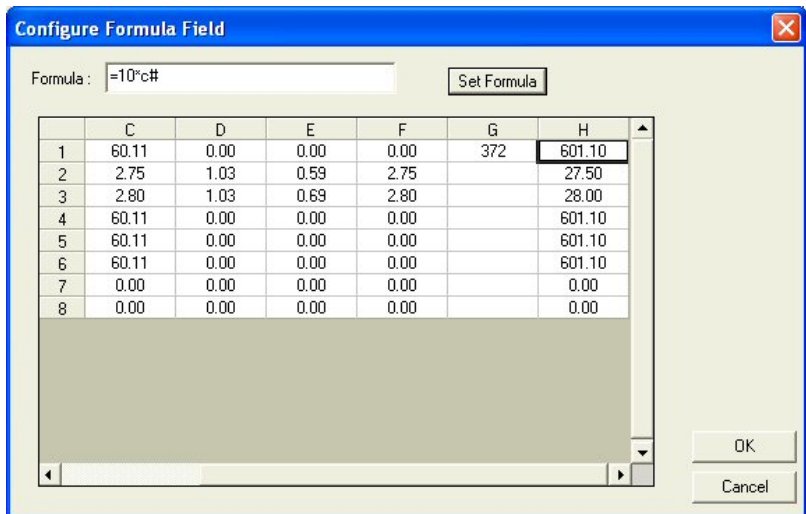 Configure Formula Field
Formula : =10*c# Set Formula
C D E F G H
1 60.11 0.00 0.00 0.00 372 601.10
2 2.75 1.03 0.59 2.75 27.50
3 2.80 1.03 0.69 2.80 28.00
4 60.11 0.00 0.00 0.00 601.10
5 60.11 0.00 0.00 0.00 601.10
6 60.11 0.00 0.00 0.00 601.10
7 0.00 0.00 0.00 0.00 0.00
8 0.00 0.00 0.00 0.00 0.00
OK
Cancel